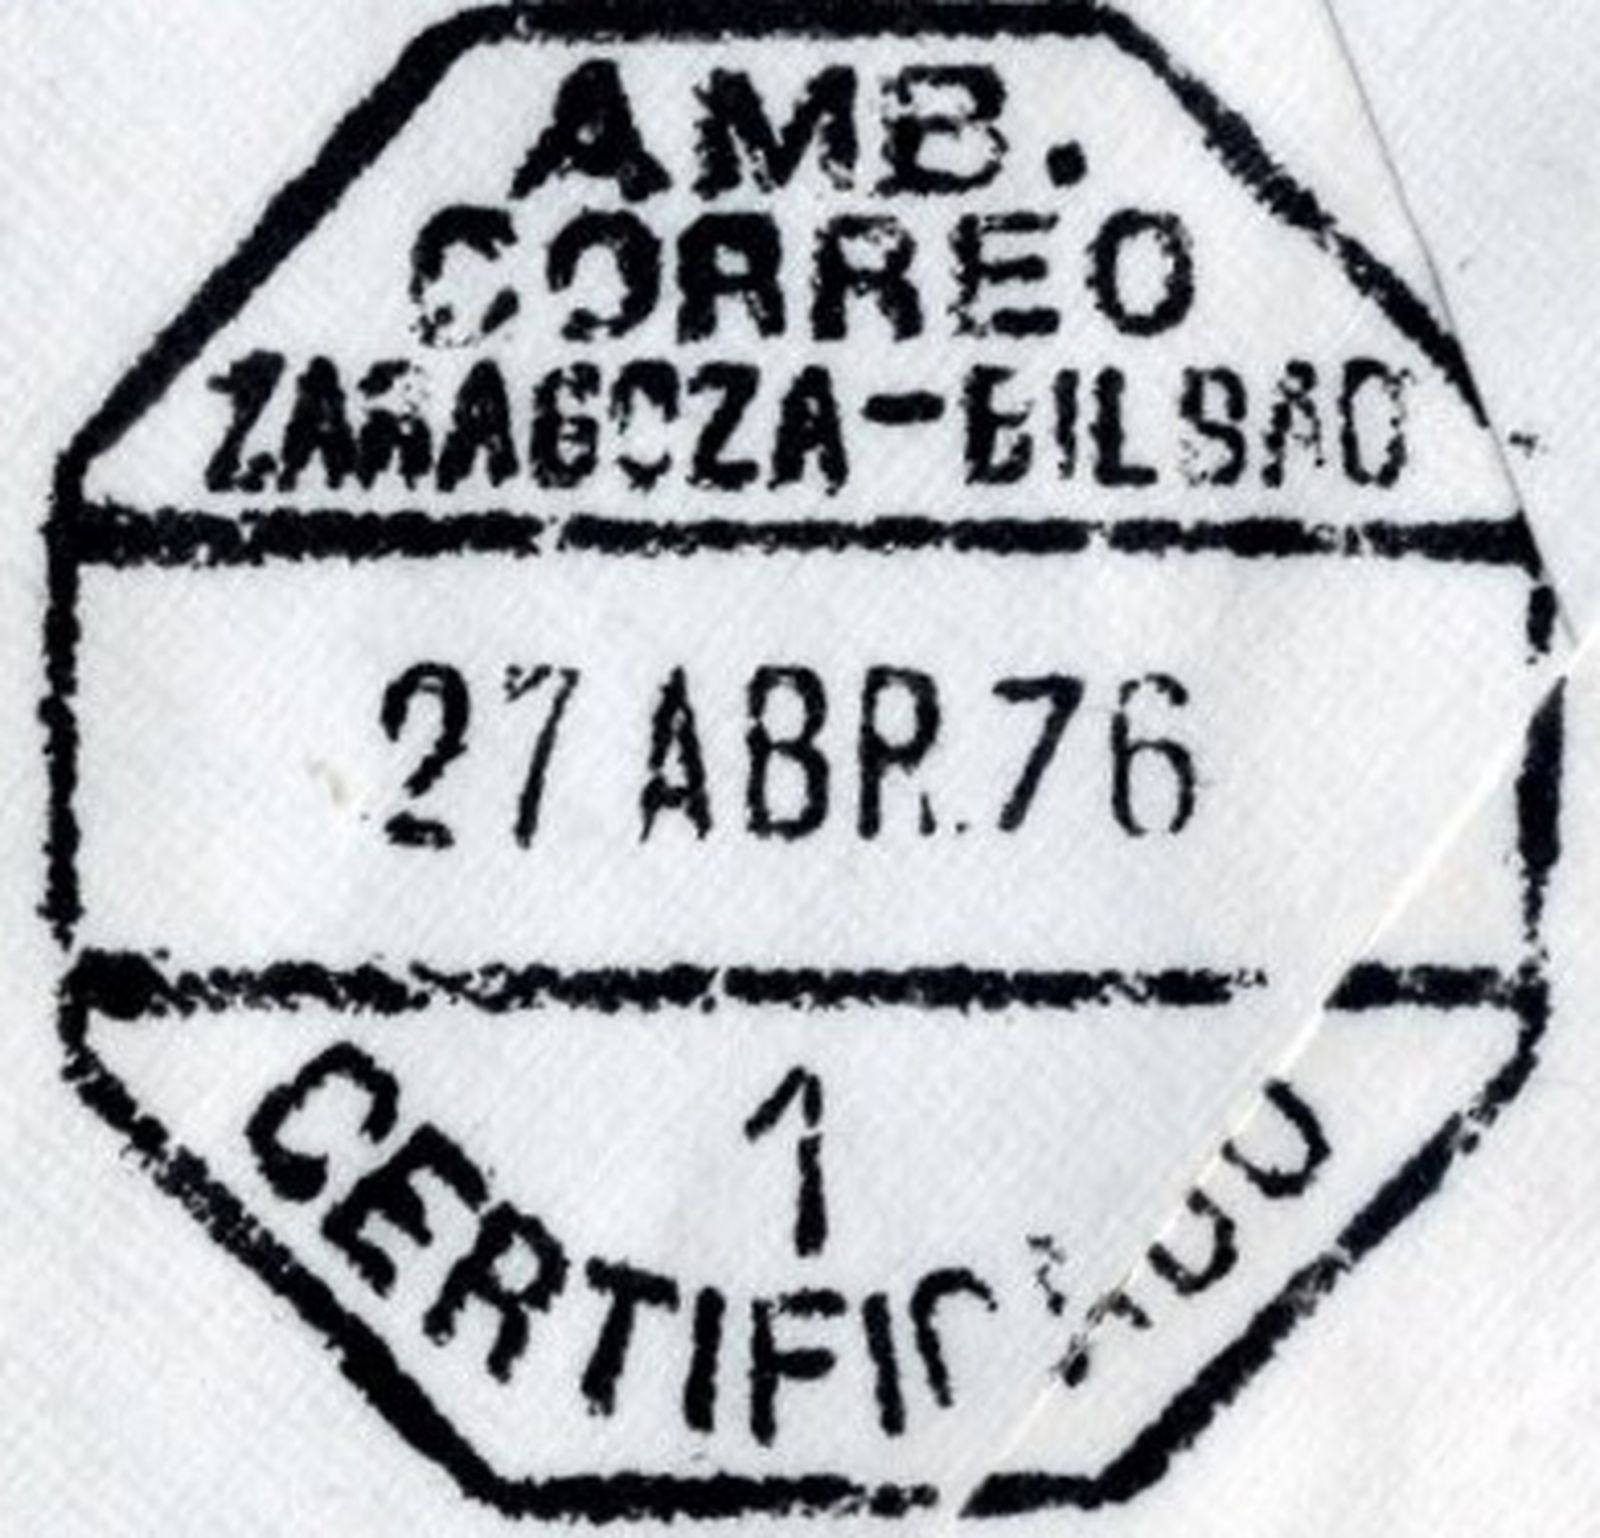 AMB.
CORREO
ZARAGOZA-BILBAO
27 ABR.76
1
CERTIFICADO